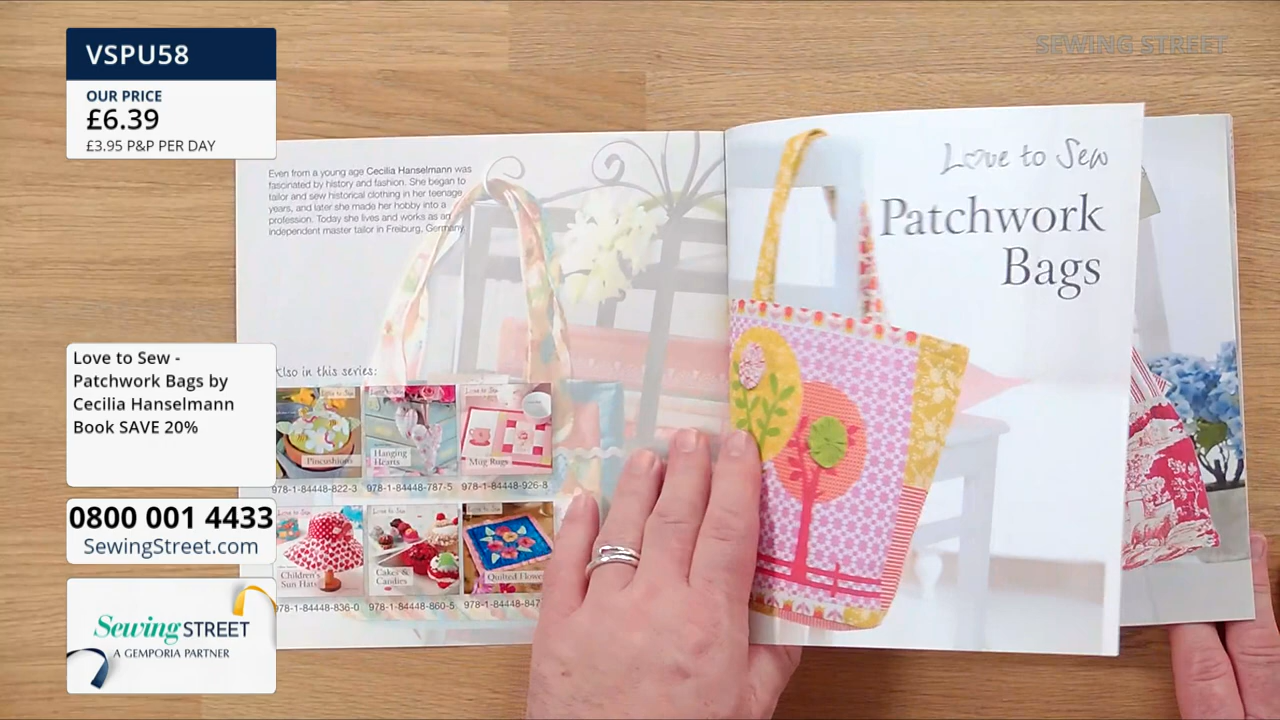 VSPU58
OUR PRICE
£6.39
£3.95 P&P PER DAY
SEWING STREET
Even from a young age Cecilia Hanselmann was
fascinated by history and fashion. She began to
tailor and sew historical clothing in her teenage
years, and later she made her hobby into a
profession. Today she lives and works as an
independent master tailor in Freiburg, Germany.
Love to Sew
Patchwork
Bags
Love to Sew -
Patchwork Bags by
Cecilia Hanselmann
Book SAVE 20%
Also in this series:
Pincushions
Hanging
Hearts
Mug Rugs
978-1-84448-822-3
978-1-84448-787-5
978-1-84448-926-8
0800 001 4433
SewingStreet.com
Children's
Sun Hats
Cakes &
Candies
Quilted
978-1-84448-836-0
978-1-84448-860-5
Sewing STREET
A GEMPORIA PARTNER